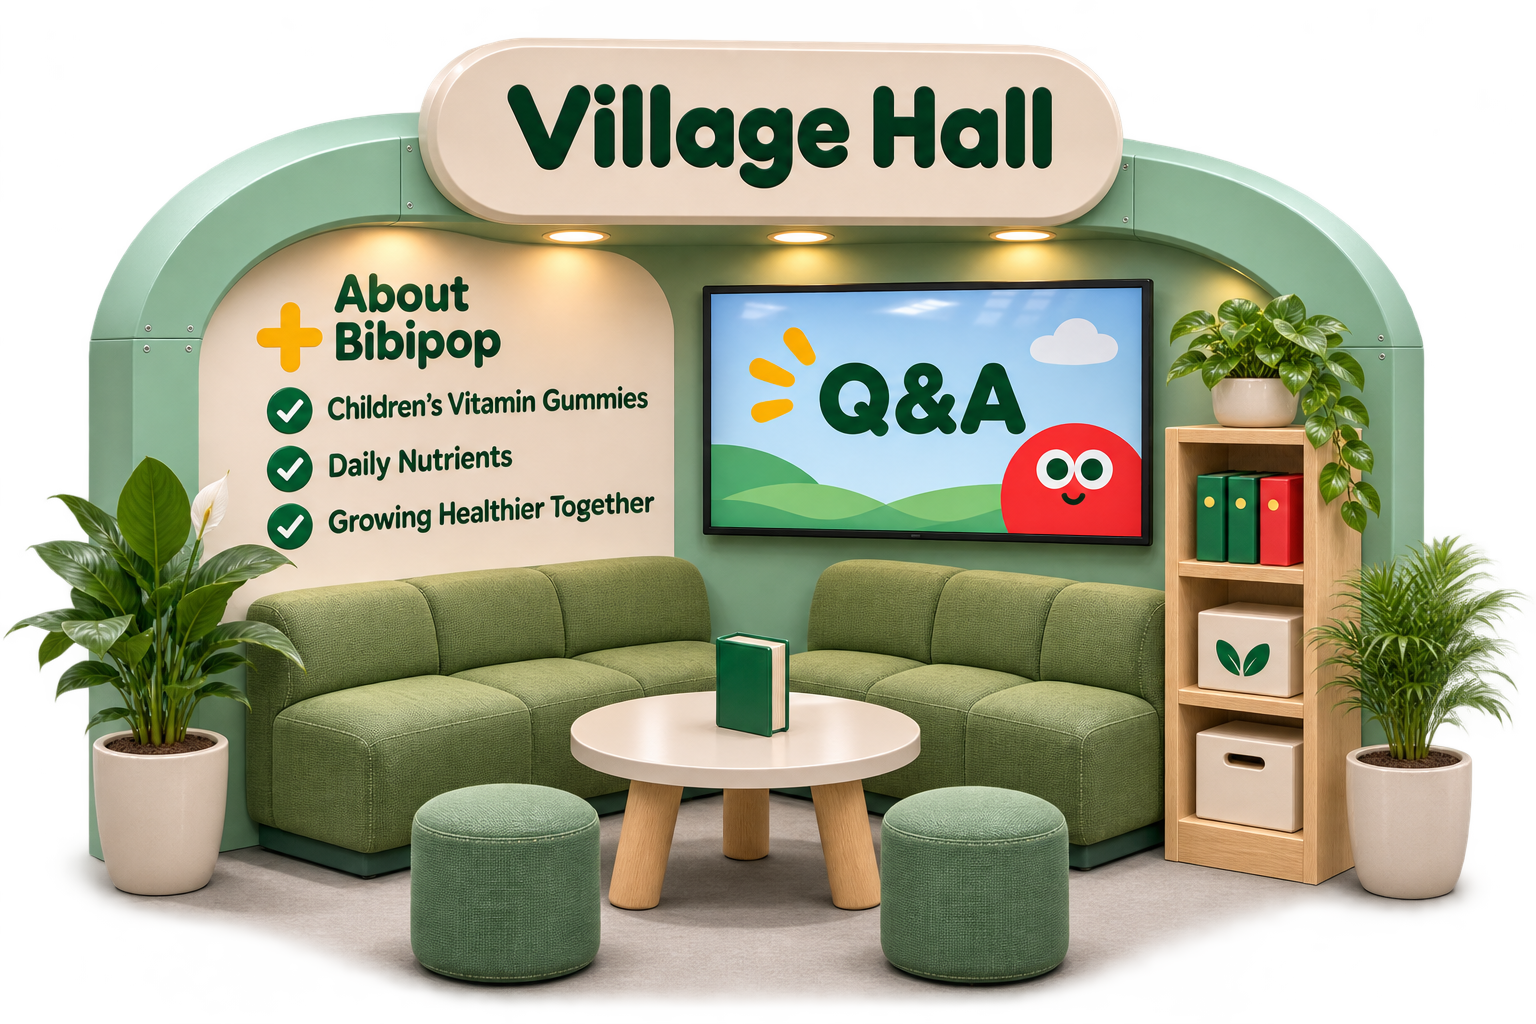 Village Hall
About
Bibipop
Children's Vitamin Gummies
Daily Nutrients
Growing Healthier Together
Q&A